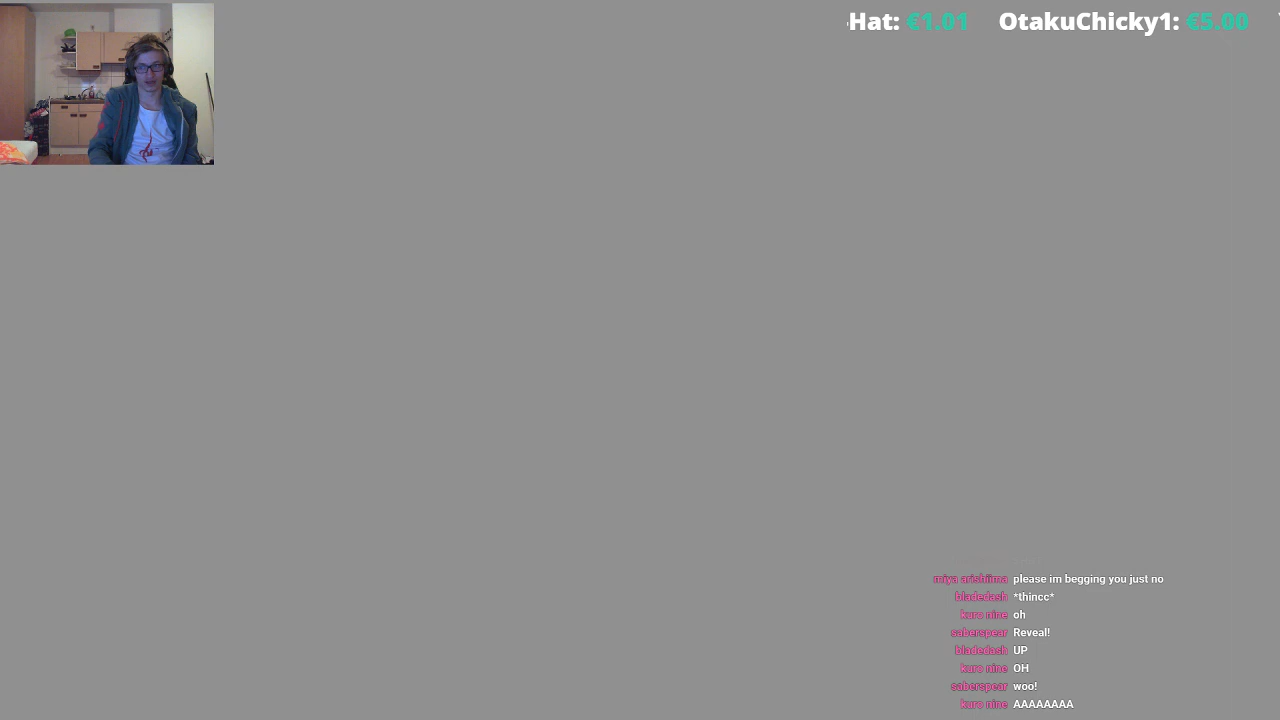 Hat: €1.01 OtakuChicky1: €5.00
miya arishiima please im begging you just no
bladedash *thincc*
kuro nine oh
saberspear Reveal!
bladedash UP
kuro nine OH
saberspear woo!
kuro nine AAAAAAAA